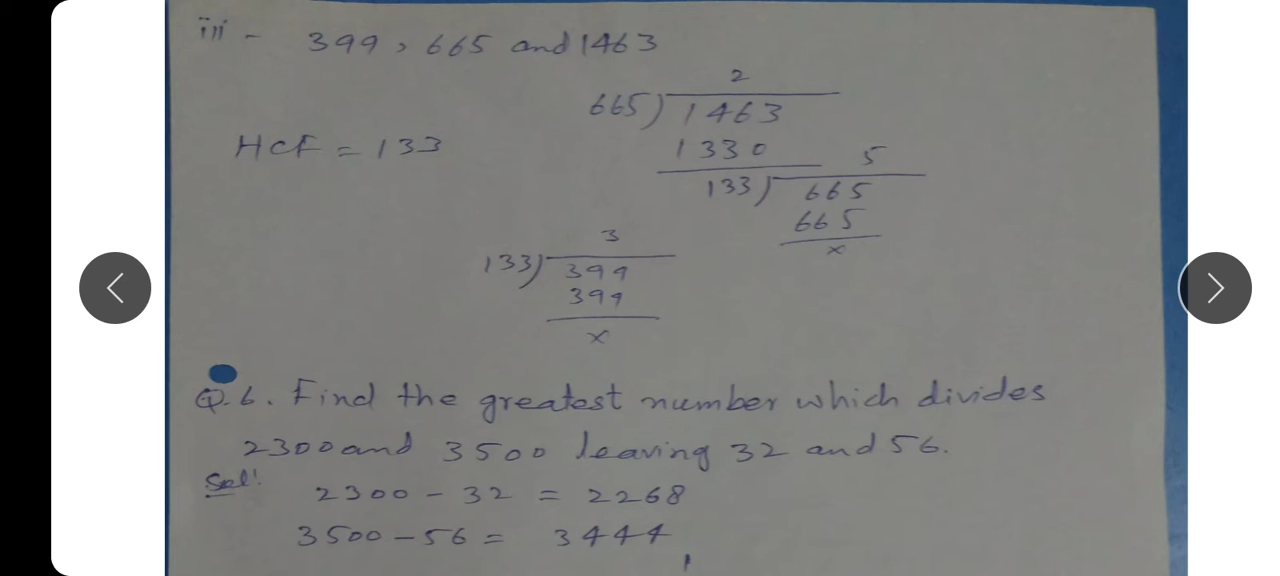 iii - 399, 665 and 1463
2
665) 1463
HCF = 133
1330
5
133) 665
665
x
3
133) 399
399
x
Q.6. Find the greatest number which divides
2300 and 3500 leaving 32 and 56.
Sol!
2300 - 32 = 2268
3500 - 56 = 3444